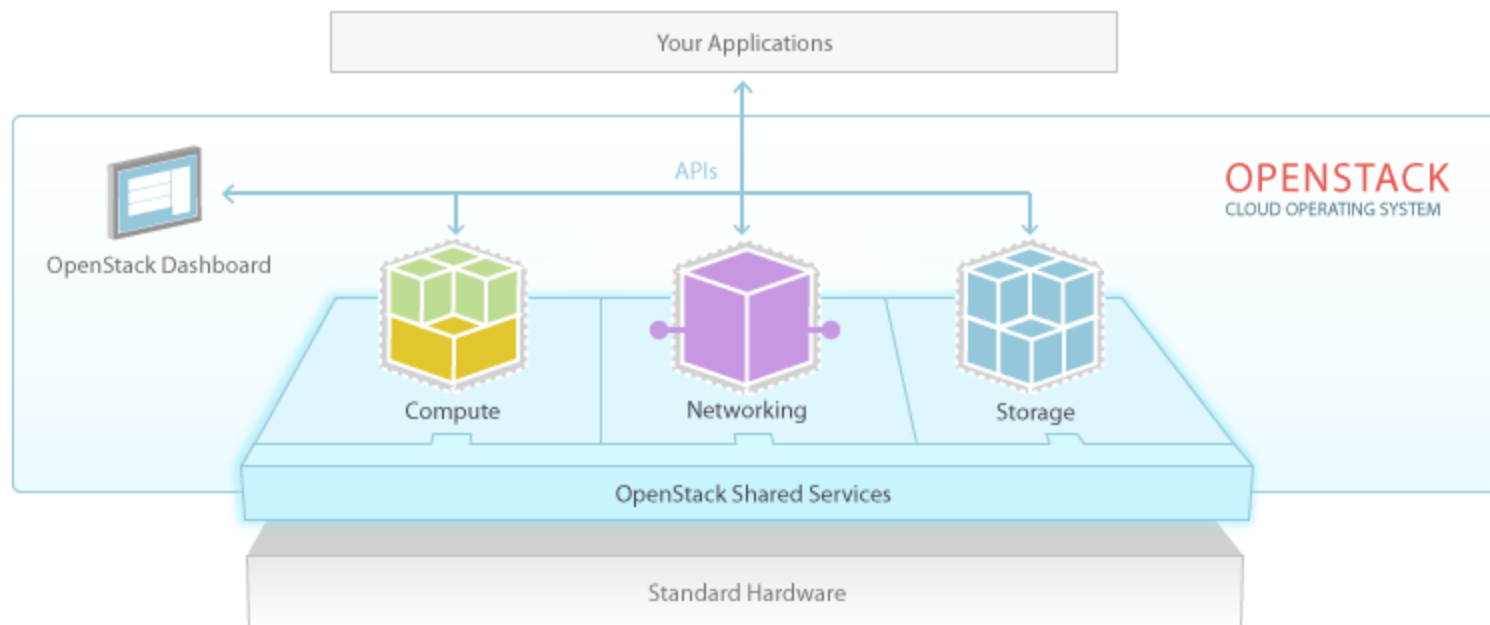 Your Applications
APIs
OPENSTACK
CLOUD OPERATING SYSTEM
OpenStack Dashboard
Compute
Networking
Storage
OpenStack Shared Services
Standard Hardware